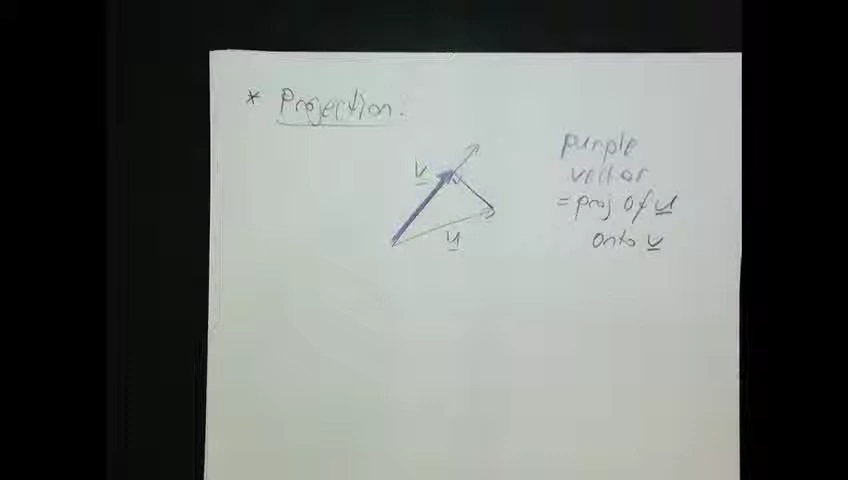 * Projection:
v
u
purple
vector
= proj of u
onto v